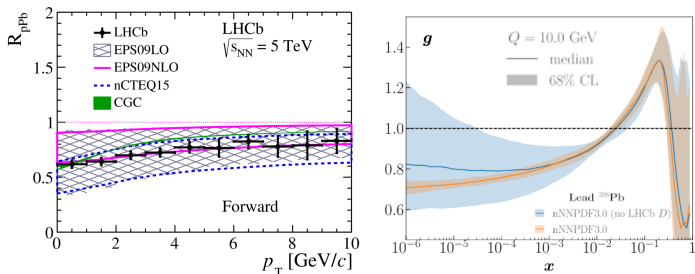 R_pPb
2
1.5
1
0.5
0
LHCb
EPS09LO
EPS09NLO
nCTEQ15
CGC
LHCb
√s_NN = 5 TeV
Forward
0 2 4 6 8 10
p_T [GeV/c]
g
Q = 10.0 GeV
median
68% CL
1.4
1.2
1.0
0.8
0.6
Lead ²⁰⁸Pb
nNNPDF3.0 (no LHCb D)
nNNPDF3.0
10⁻⁶ 10⁻⁵ 10⁻⁴ 10⁻³ 10⁻² 10⁻¹ 1
x